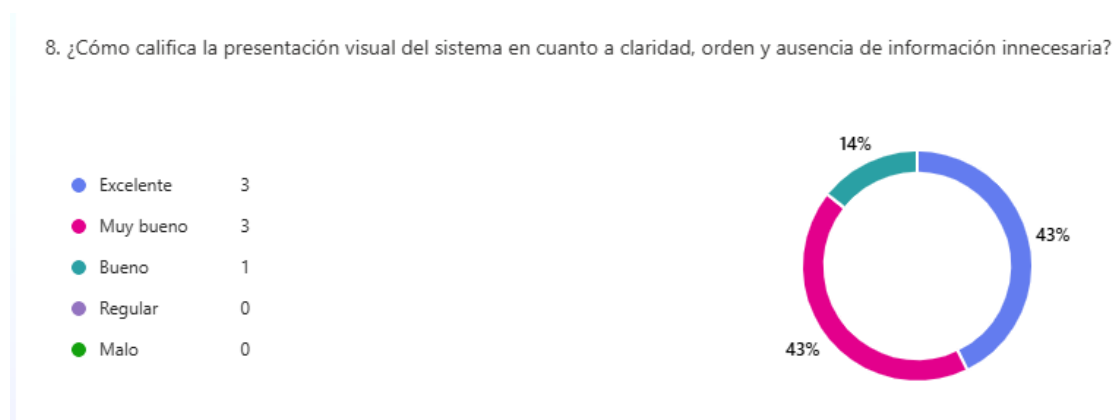 8. ¿Cómo califica la presentación visual del sistema en cuanto a claridad, orden y ausencia de información innecesaria?
Excelente 3
Muy bueno 3
Bueno 1
Regular 0
Malo 0
14%
43%
43%